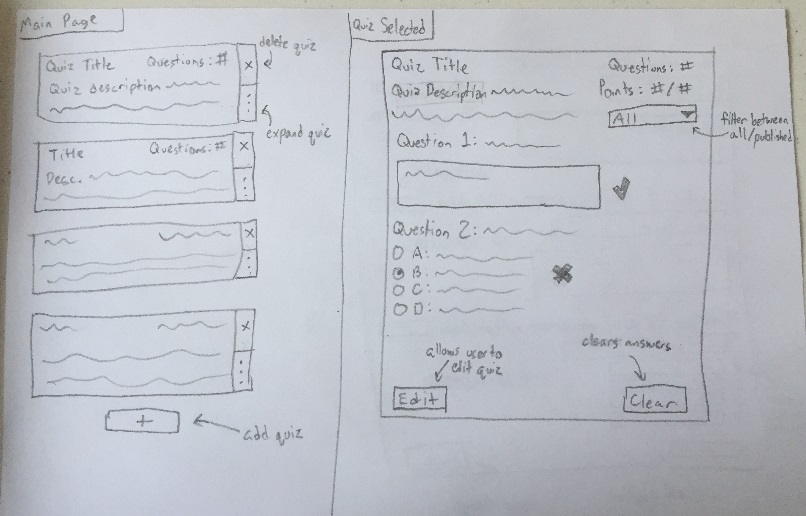 Main Page
Quiz Title Questions: #
Quiz description
x
delete quiz
expand quiz
Title Questions: #
Desc.
x
x
x
+
add quiz
Quiz Selected
Quiz Title Questions: #
Quiz Description Points: #/#
All
filter between
all/published
Question 1:
Question 2:
A:
B:
C:
D:
allows user to
edit quiz
clears answers
Edit
Clear